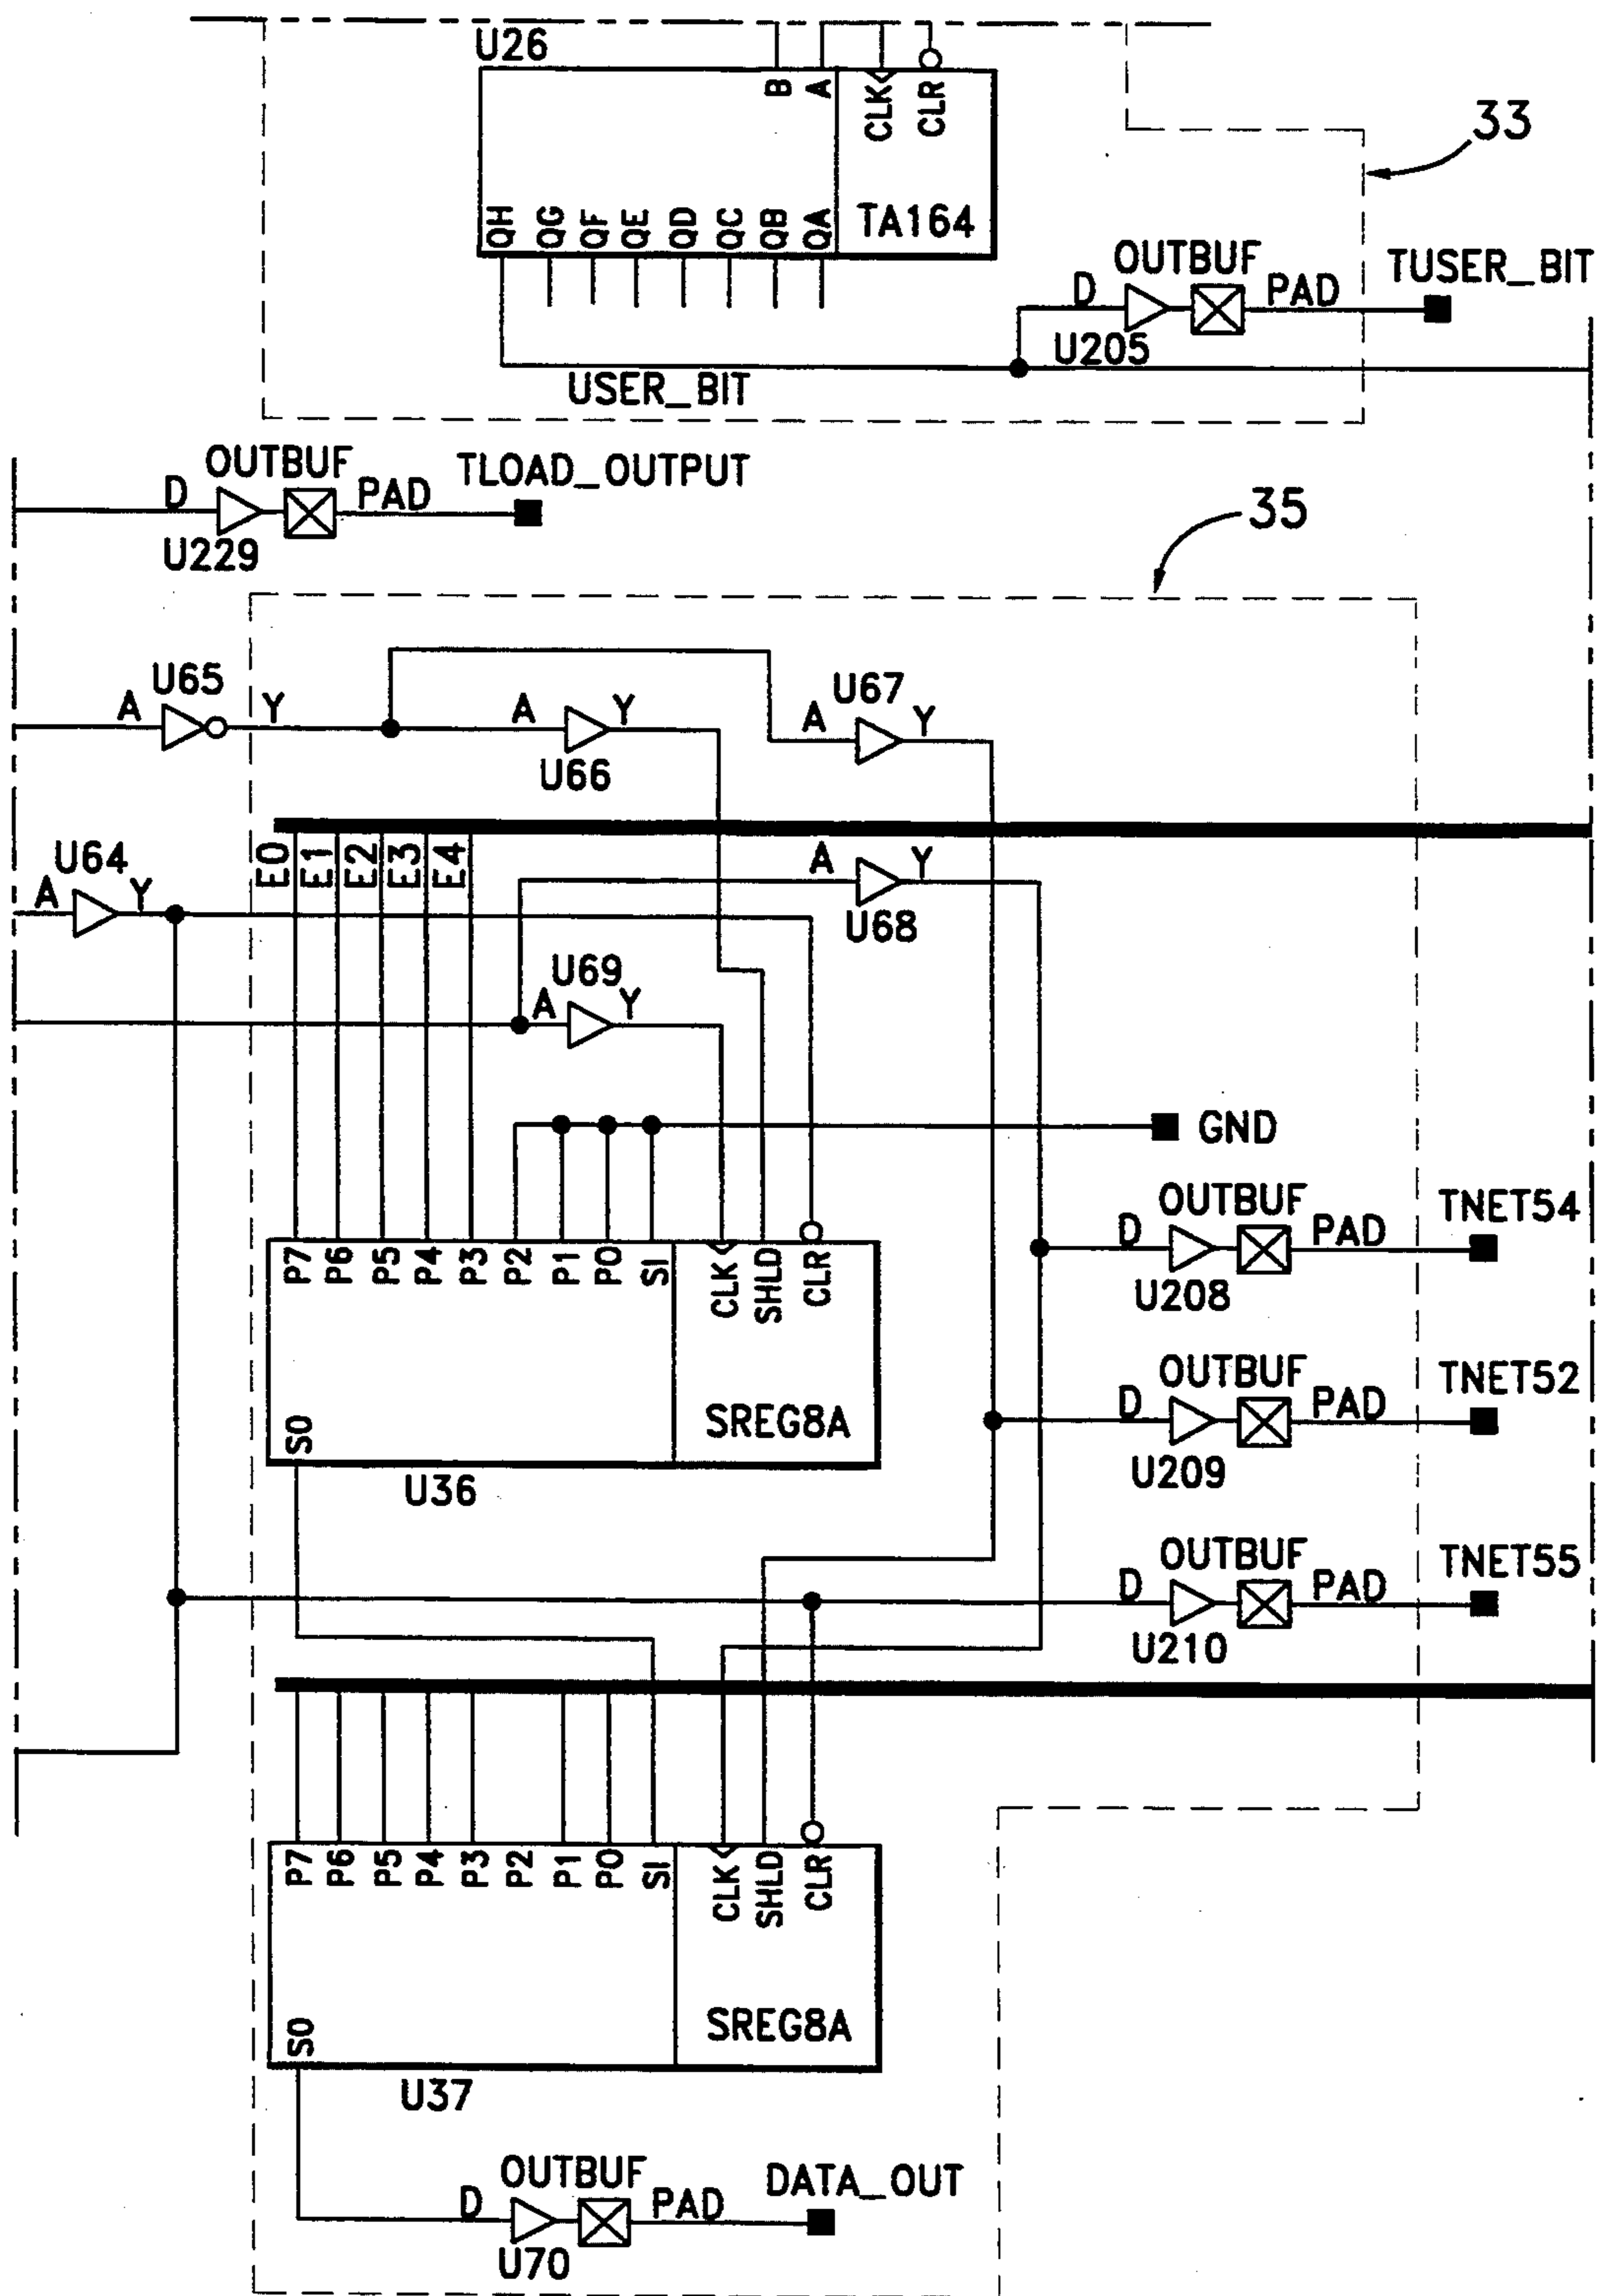 U26
B A CLK CLR
33
QH QG QF QE QD QC QB QA TA164
OUTBUF TUSER_BIT
D PAD
U205
USER_BIT
OUTBUF TLOAD_OUTPUT
D PAD
U229
35
U65 U67
A Y A Y A Y
U66
E0 E1 E2 E3 E4
U64 A Y
A Y U68
U69
A Y
GND
OUTBUF TNET54
D PAD
P7 P6 P5 P4 P3 P2 P1 P0 SI CLK SHLD CLR
U208
OUTBUF TNET52
D PAD
SO SREG8A
U209
U36
OUTBUF TNET55
D PAD
U210
P7 P6 P5 P4 P3 P2 P1 P0 SI CLK SHLD CLR
SO SREG8A
U37
OUTBUF DATA_OUT
D PAD
U70